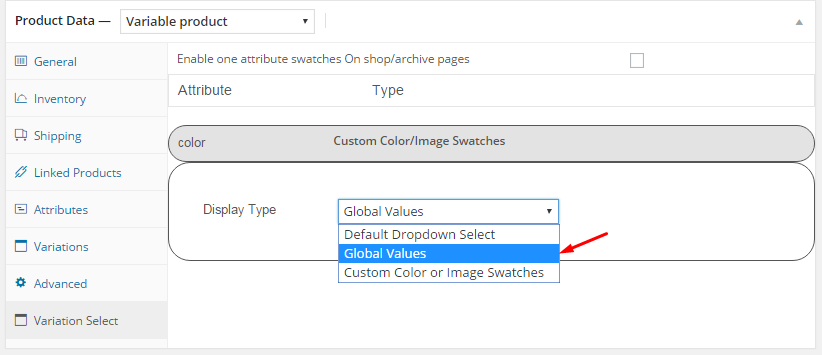 Product Data — Variable product
General
Inventory
Shipping
Linked Products
Attributes
Variations
Advanced
Variation Select
Enable one attribute swatches On shop/archive pages
Attribute Type
color Custom Color/Image Swatches
Display Type Global Values
Default Dropdown Select
Global Values
Custom Color or Image Swatches